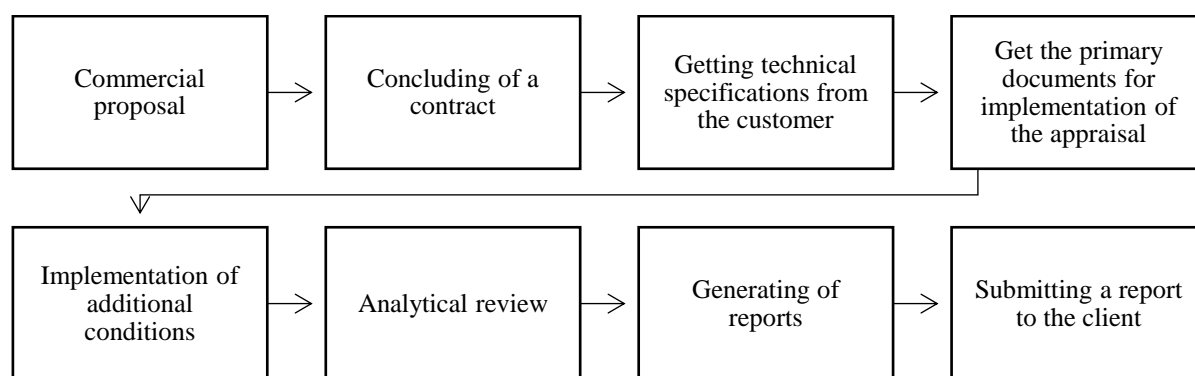 Commercial
proposal
Concluding of a
contract
Getting technical
specifications from
the customer
Get the primary
documents for
implementation of
the appraisal
Implementation of
additional
conditions
Analytical review
Generating of
reports
Submitting a report
to the client